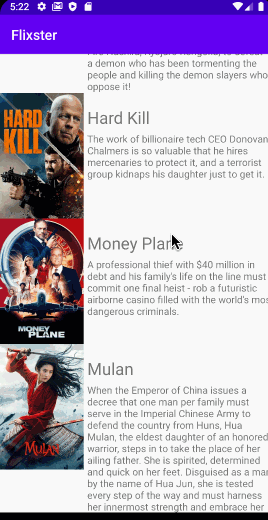 5:22
Flixster
a demon who has been tormenting the
people and killing the demon slayers who
oppose it!
HARD
KILL
Hard Kill
The work of billionaire tech CEO Donovan
Chalmers is so valuable that he hires
mercenaries to protect it, and a terrorist
group kidnaps his daughter just to get it.
MONEY
PLANE
Money Plane
A professional thief with $40 million in
debt and his family's life on the line must
commit one final heist - rob a futuristic
airborne casino filled with the world's mos
dangerous criminals.
MULAN
Mulan
When the Emperor of China issues a
decree that one man per family must
serve in the Imperial Chinese Army to
defend the country from Huns, Hua
Mulan, the eldest daughter of an honored
warrior, steps in to take the place of her
ailing father. She is spirited, determined
and quick on her feet. Disguised as a man
by the name of Hua Jun, she is tested
every step of the way and must harness
her innermost strength and embrace her